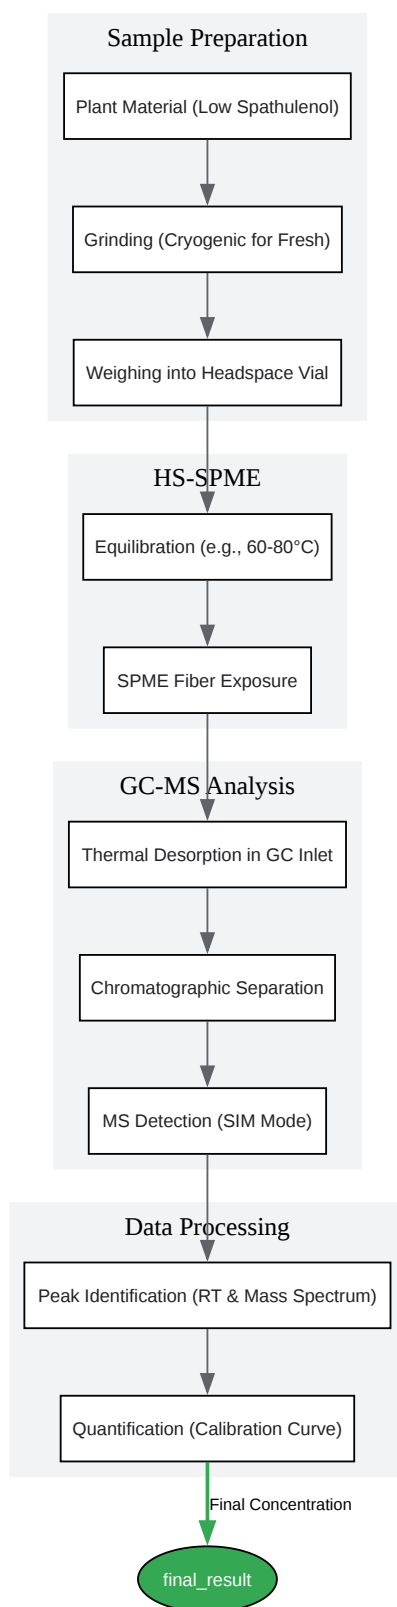 Sample Preparation
Plant Material (Low Spathulenol)
Grinding (Cryogenic for Fresh)
Weighing into Headspace Vial
HS-SPME
Equilibration (e.g., 60-80°C)
SPME Fiber Exposure
GC-MS Analysis
Thermal Desorption in GC Inlet
Chromatographic Separation
MS Detection (SIM Mode)
Data Processing
Peak Identification (RT & Mass Spectrum)
Quantification (Calibration Curve)
Final Concentration
final_result